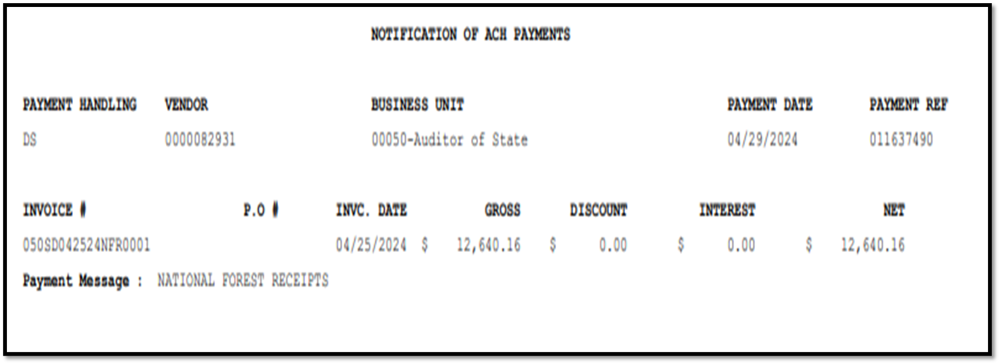 NOTIFICATION OF ACH PAYMENTS
PAYMENT HANDLING VENDOR BUSINESS UNIT PAYMENT DATE PAYMENT REF
DS 0000082931 00050-Auditor of State 04/29/2024 011637490
INVOICE # P.O # INVC. DATE GROSS DISCOUNT INTEREST NET
050SD042524NFR0001 04/25/2024 $ 12,640.16 $ 0.00 $ 0.00 $ 12,640.16
Payment Message : NATIONAL FOREST RECEIPTS